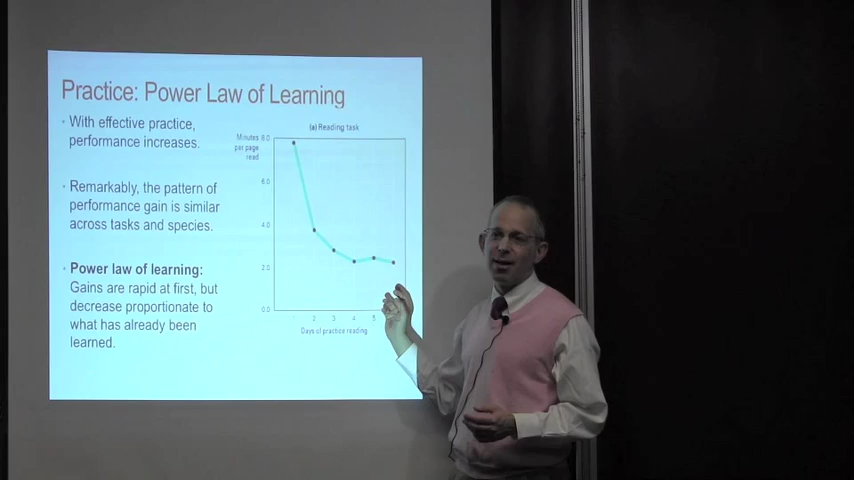 Practice: Power Law of Learning
• With effective practice,
performance increases.
• Remarkably, the pattern of
performance gain is similar
across tasks and species.
• Power law of learning:
Gains are rapid at first, but
decrease proportionate to
what has already been
learned.
(a) Reading task
Minutes
per page
read
8.0
6.0
4.0
2.0
0.0
1 2 3 4 5
Days of practice reading